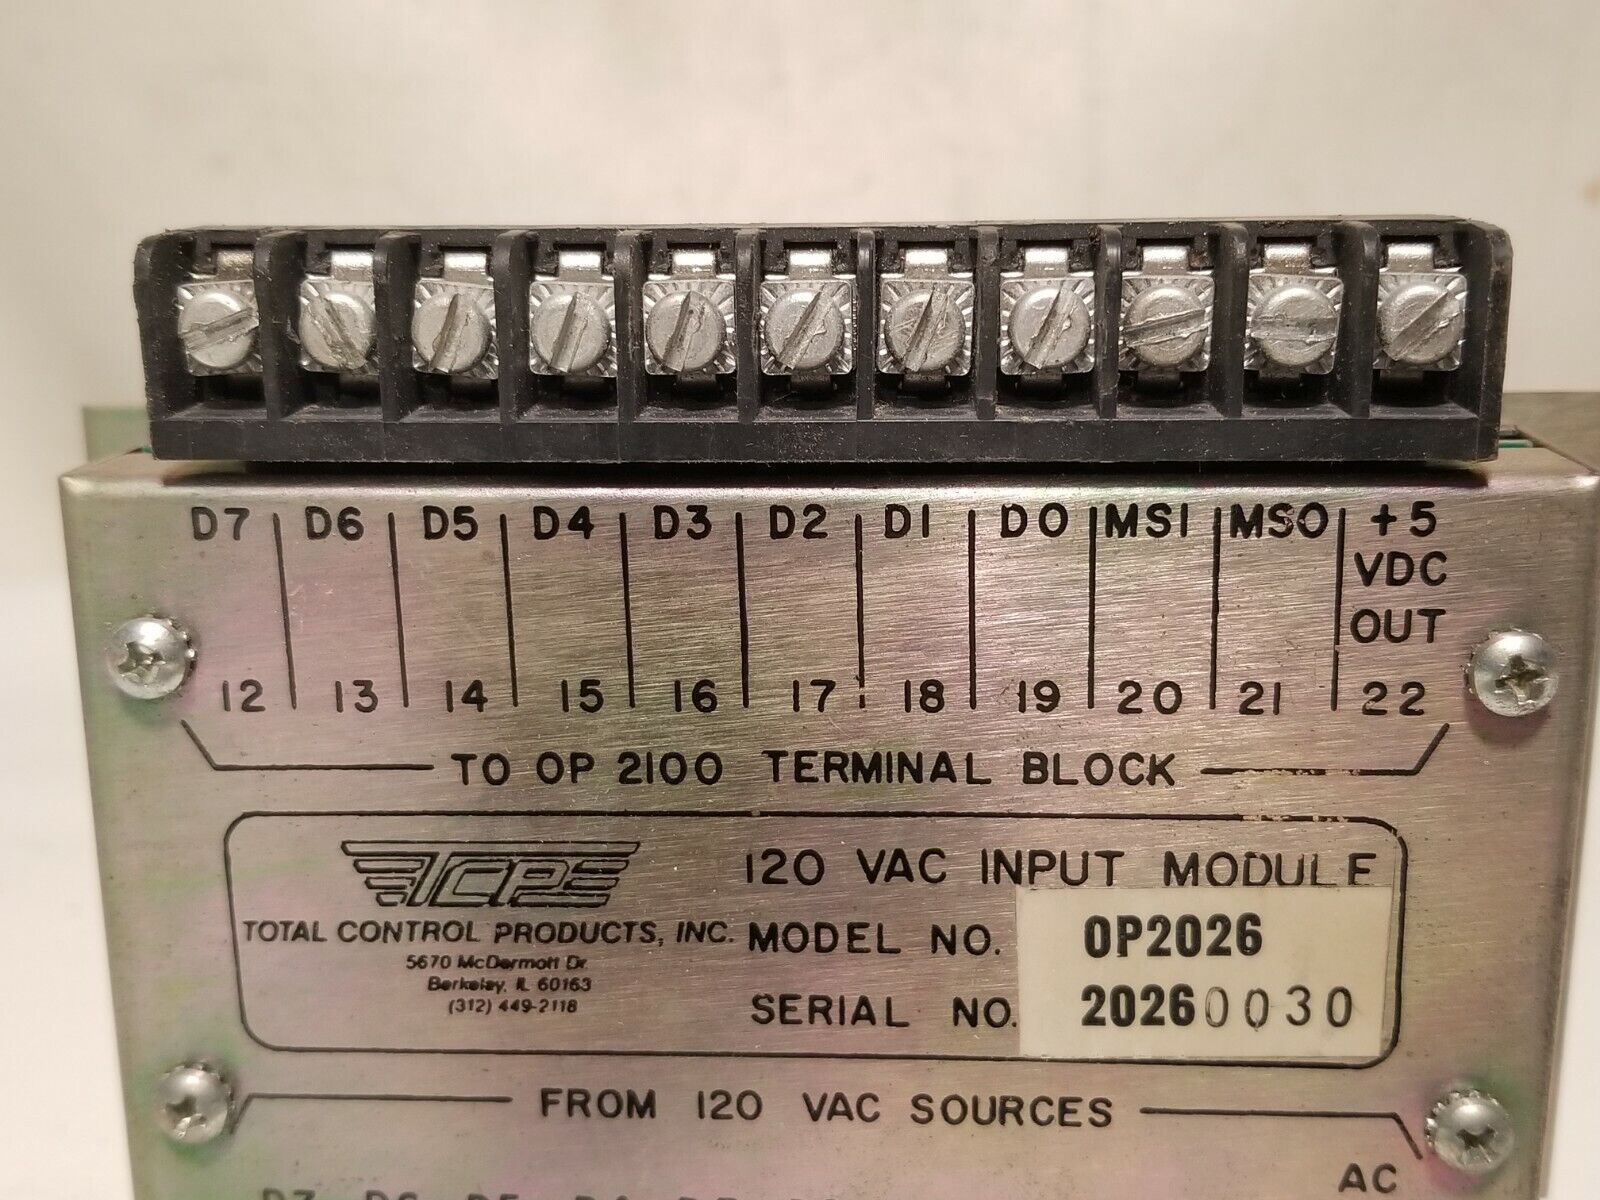 D7 D6 D5 D4 D3 D2 D1 D0 MS1 MS0 +5
VDC
OUT
12 13 14 15 16 17 18 19 20 21 22
TO OP 2100 TERMINAL BLOCK
TCP
120 VAC INPUT MODULE
TOTAL CONTROL PRODUCTS, INC.
5670 McDermott Dr.
Berkeley, IL 60163
(312) 449-2118
MODEL NO. OP2026
SERIAL NO. 20260030
FROM 120 VAC SOURCES
AC